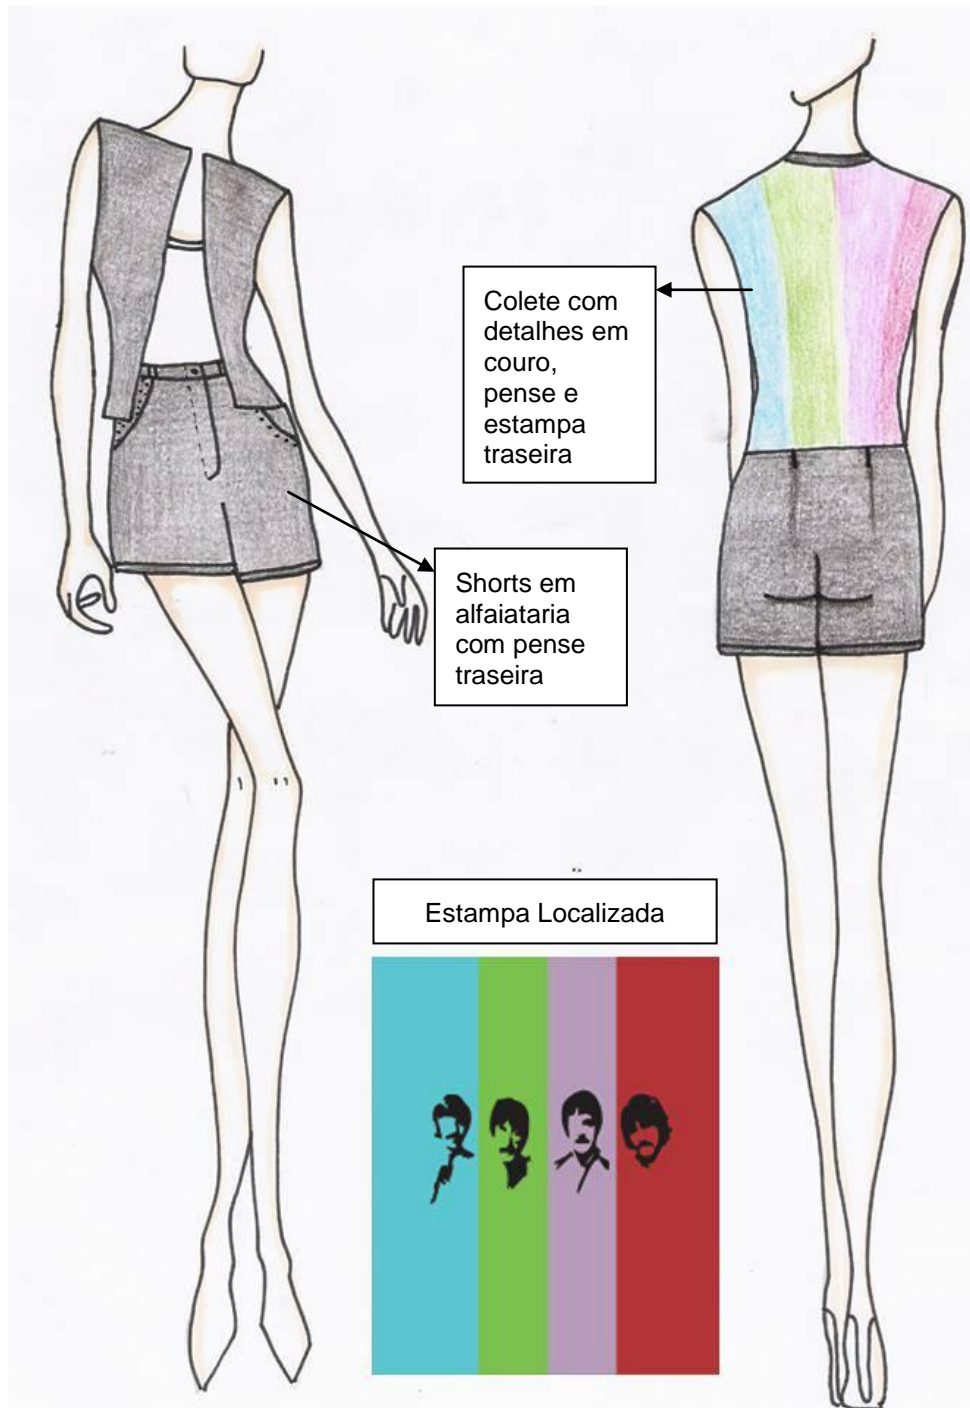 Colete com
detalhes em
couro,
pense e
estampa
traseira
Shorts em
alfaiataria
com pense
traseira
Estampa Localizada